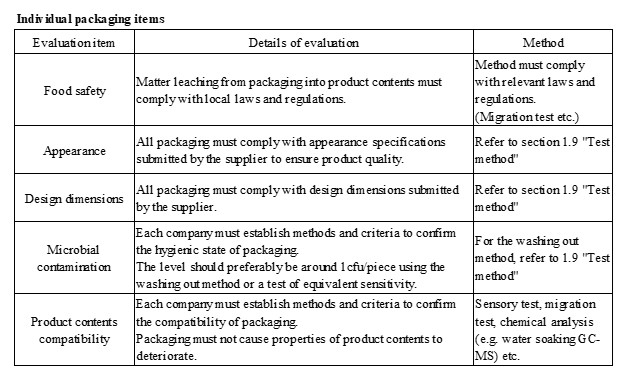 Individual packaging items
Evaluation item
Details of evaluation
Method
Food safety
Matter leaching from packaging into product contents must
comply with local laws and regulations.
Method must comply
with relevant laws and
regulations.
(Migration test etc.)
Appearance
All packaging must comply with appearance specifications
submitted by the supplier to ensure product quality.
Refer to section 1.9 "Test
method"
Design dimensions
All packaging must comply with design dimensions submitted
by the supplier.
Refer to section 1.9 "Test
method"
Microbial
contamination
Each company must establish methods and criteria to confirm
the hygienic state of packaging.
The level should preferably be around 1cfu/piece using the
washing out method or a test of equivalent sensitivity.
For the washing out
method, refer to 1.9 "Test
method"
Product contents
compatibility
Each company must establish methods and criteria to confirm
the compatibility of packaging.
Packaging must not cause properties of product contents to
deteriorate.
Sensory test, migration
test, chemical analysis
(e.g. water soaking GC-
MS) etc.